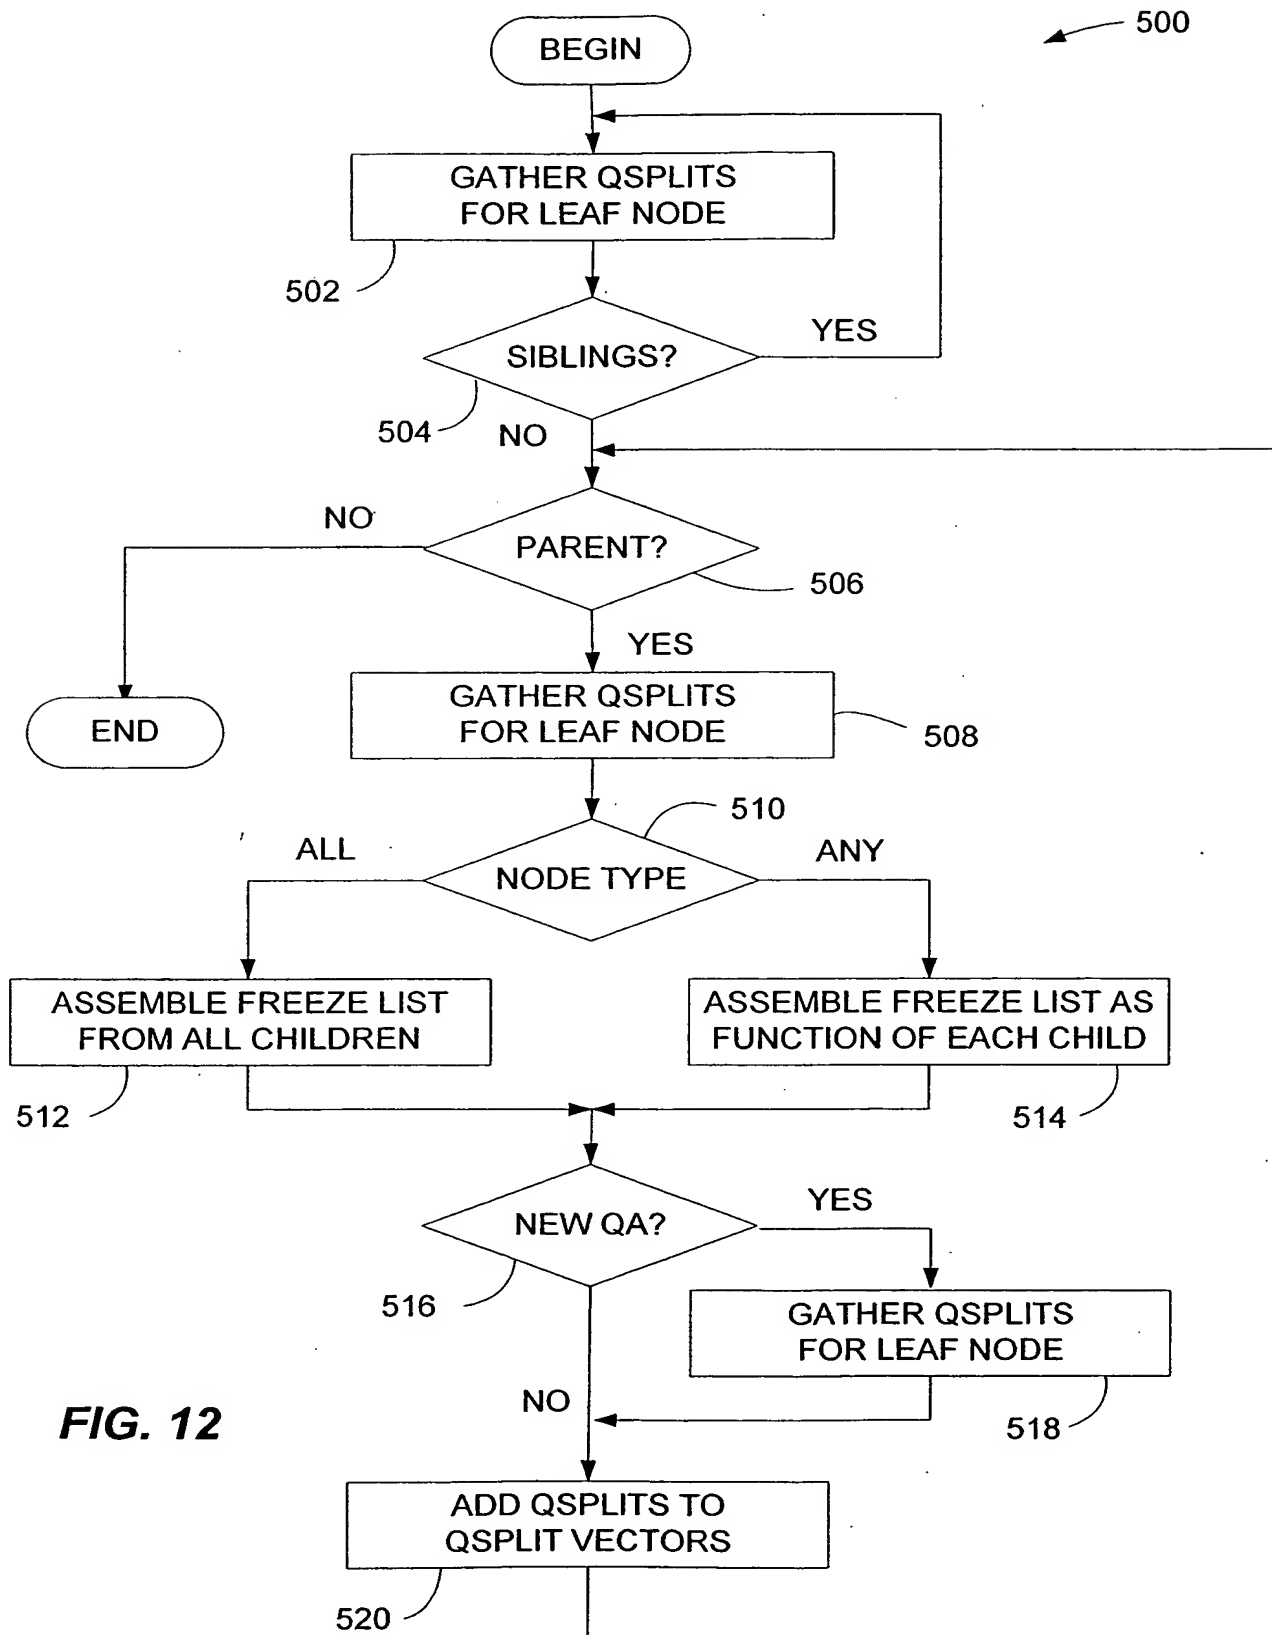 500
BEGIN
GATHER QSPLITS
FOR LEAF NODE
502
SIBLINGS?
YES
504
NO
NO
PARENT?
506
YES
GATHER QSPLITS
FOR LEAF NODE
508
END
510
ALL
ANY
NODE TYPE
ASSEMBLE FREEZE LIST
FROM ALL CHILDREN
512
ASSEMBLE FREEZE LIST AS
FUNCTION OF EACH CHILD
514
NEW QA?
YES
516
GATHER QSPLITS
FOR LEAF NODE
518
NO
FIG. 12
ADD QSPLITS TO
QSPLIT VECTORS
520